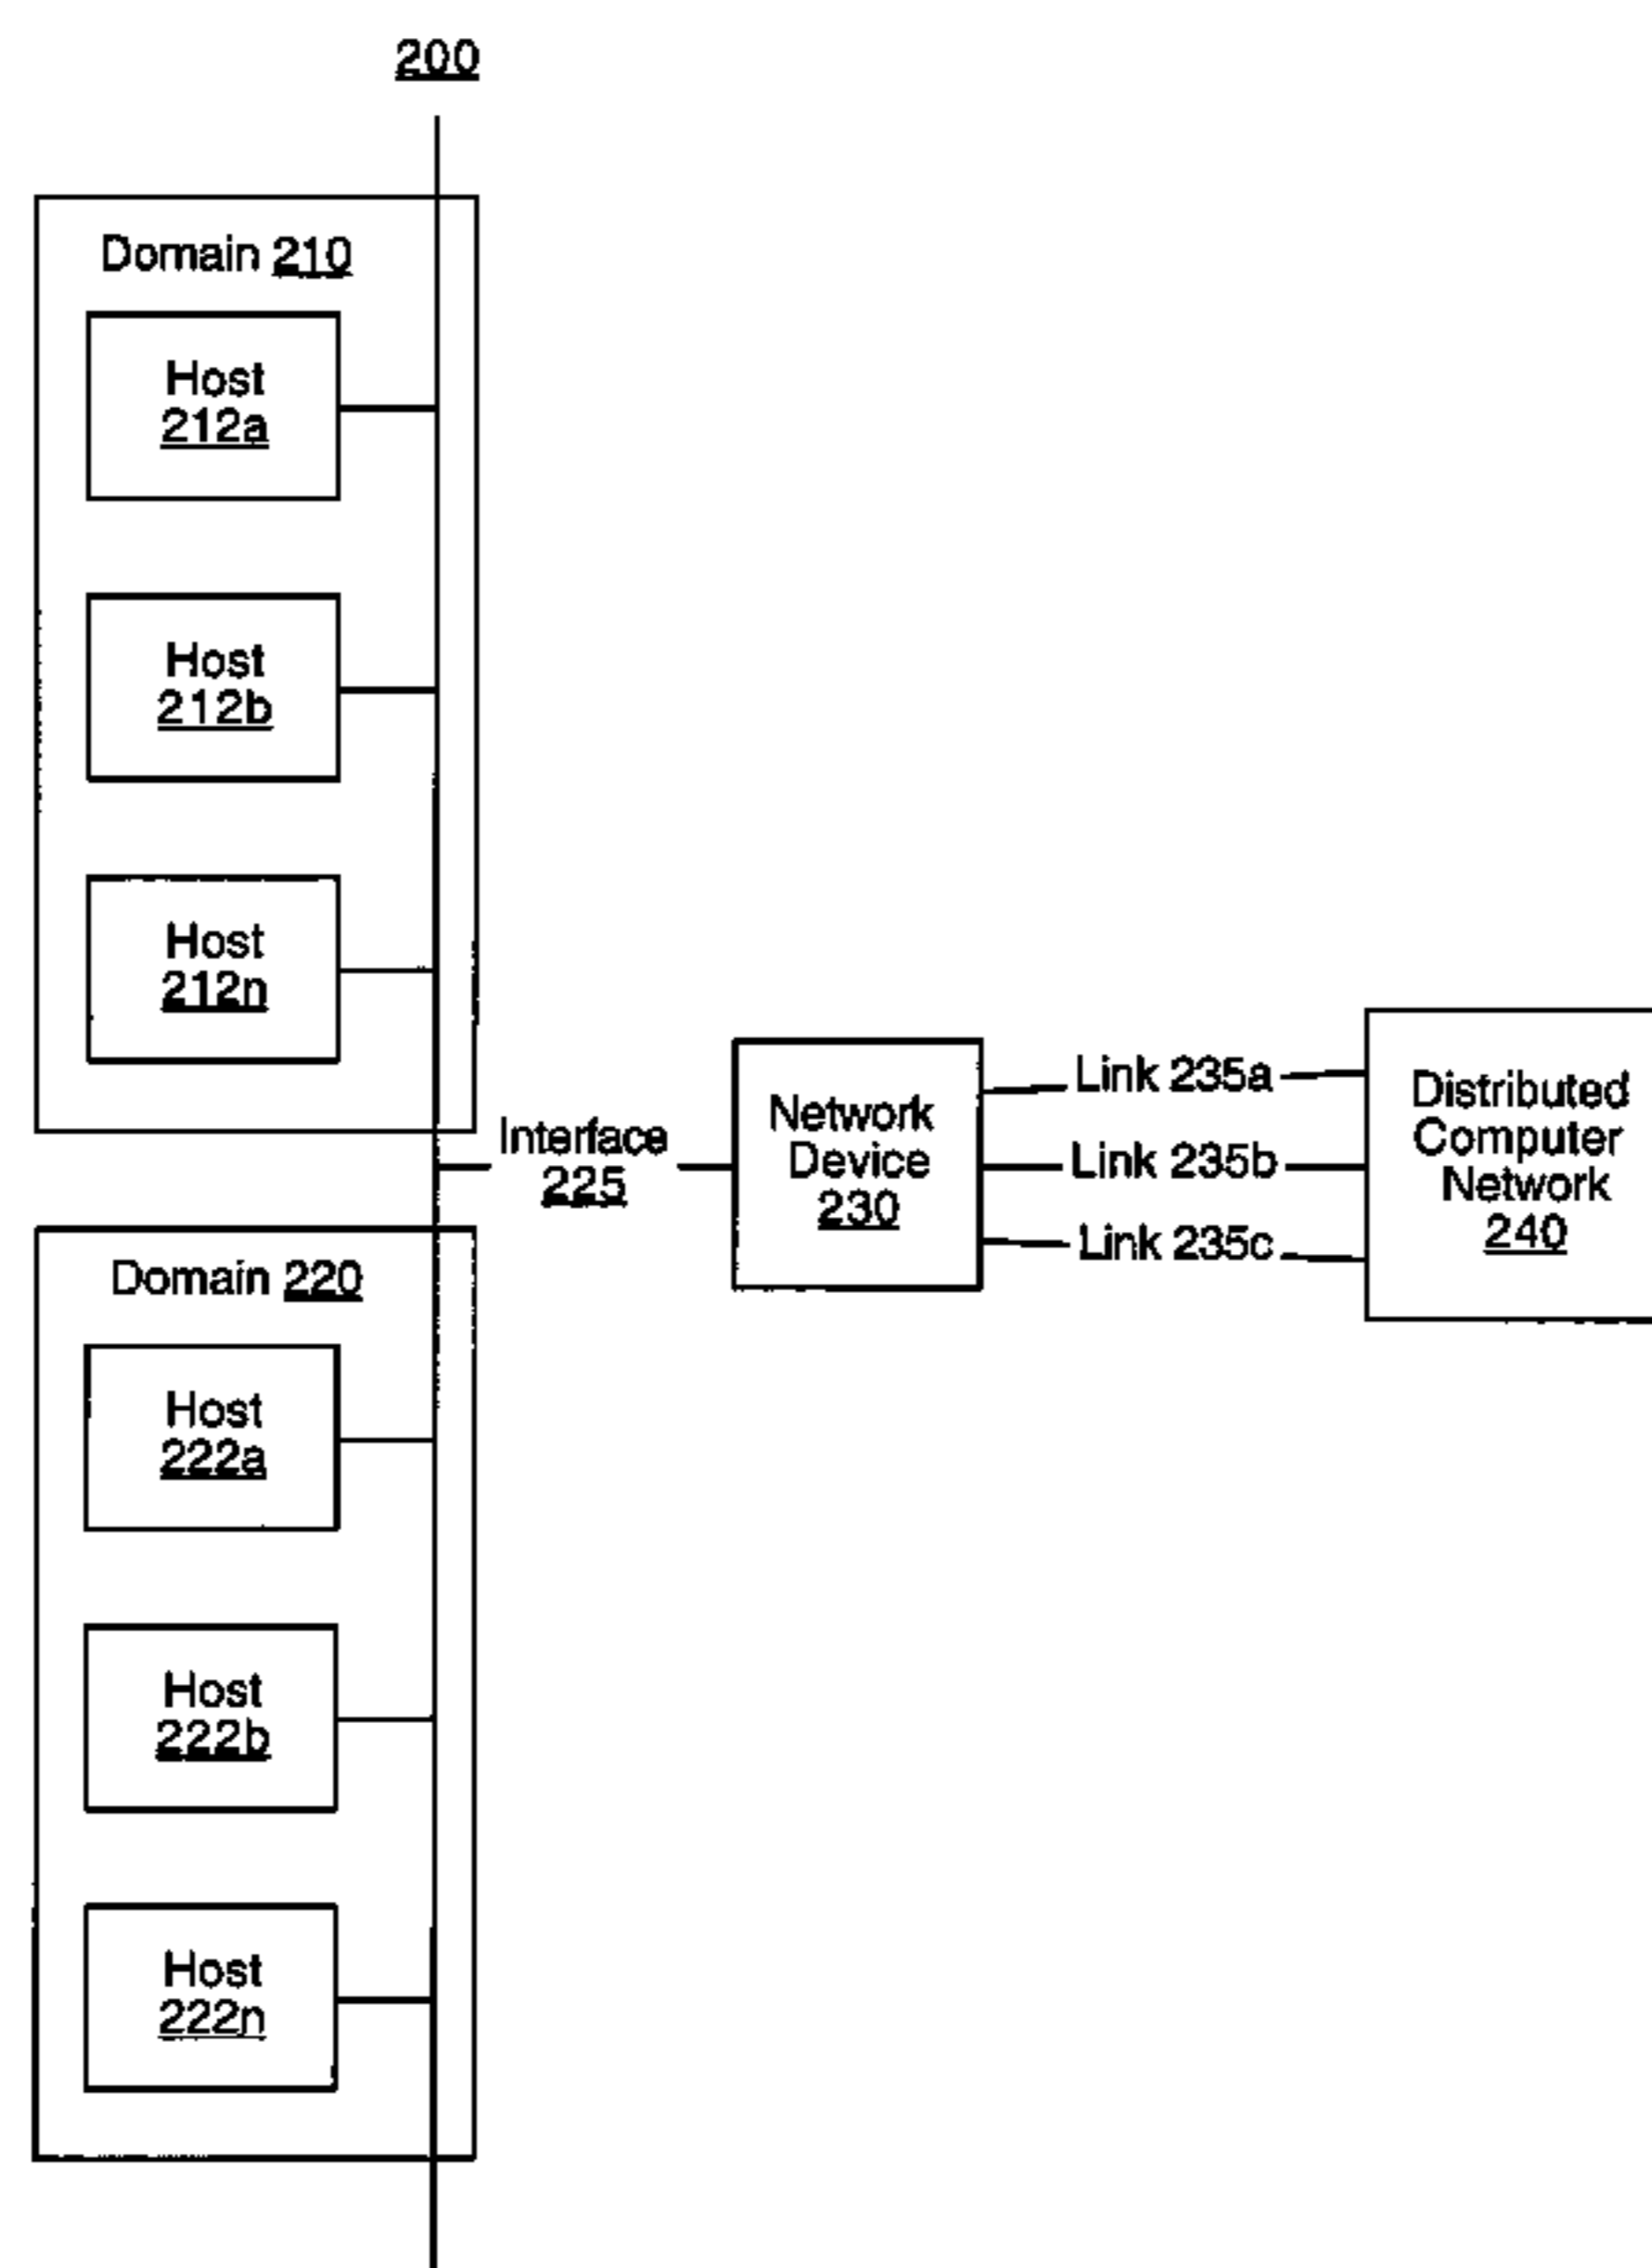 200
Domain 210
Host
212a
Host
212b
Host
212n
Interface
225
Network
Device
230
Link 235a
Link 235b
Link 235c
Distributed
Computer
Network
240
Domain 220
Host
222a
Host
222b
Host
222n